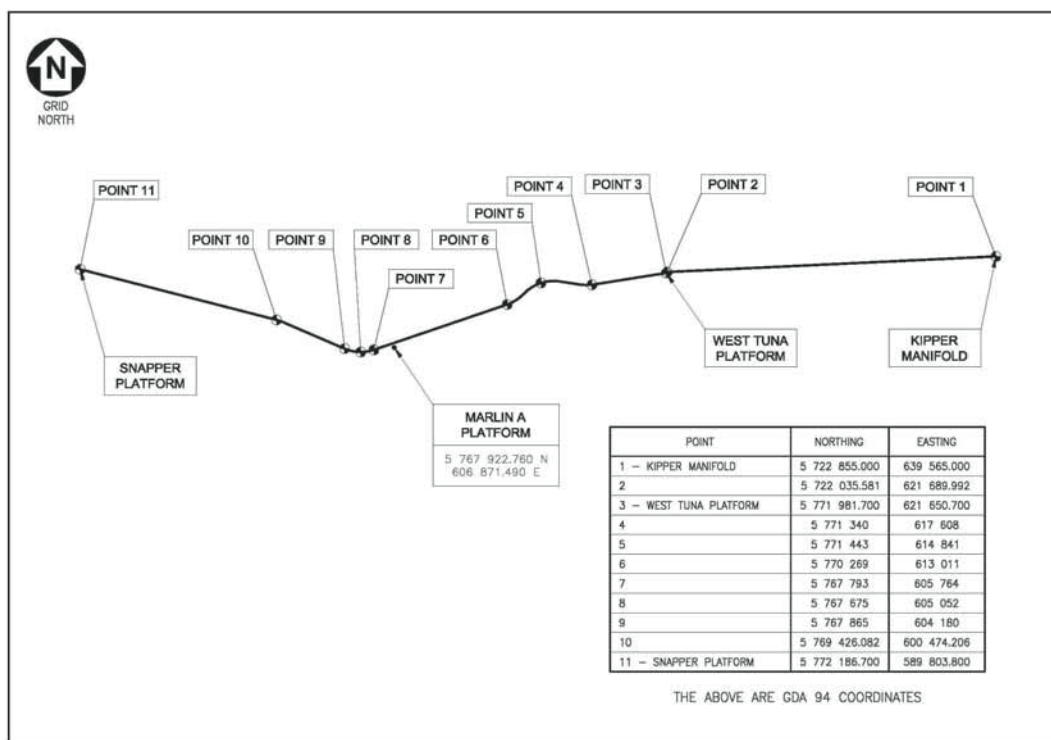 N
GRID
NORTH
POINT 11
POINT 10
POINT 9
POINT 8
POINT 7
POINT 6
POINT 5
POINT 4
POINT 3
POINT 2
POINT 1
SNAPPER
PLATFORM
WEST TUNA
PLATFORM
KIPPER
MANIFOLD
MARLIN A
PLATFORM
5 767 922.760 N
606 871.490 E
POINT NORTHING EASTING
1 – KIPPER MANIFOLD 5 722 855.000 639 565.000
2 5 722 035.581 621 689.992
3 – WEST TUNA PLATFORM 5 771 981.700 621 650.700
4 5 771 340 617 608
5 5 771 443 614 841
6 5 770 269 613 011
7 5 767 793 605 764
8 5 767 675 605 052
9 5 767 865 604 180
10 5 769 426.082 600 474.206
11 – SNAPPER PLATFORM 5 772 186.700 589 803.800
THE ABOVE ARE GDA 94 COORDINATES